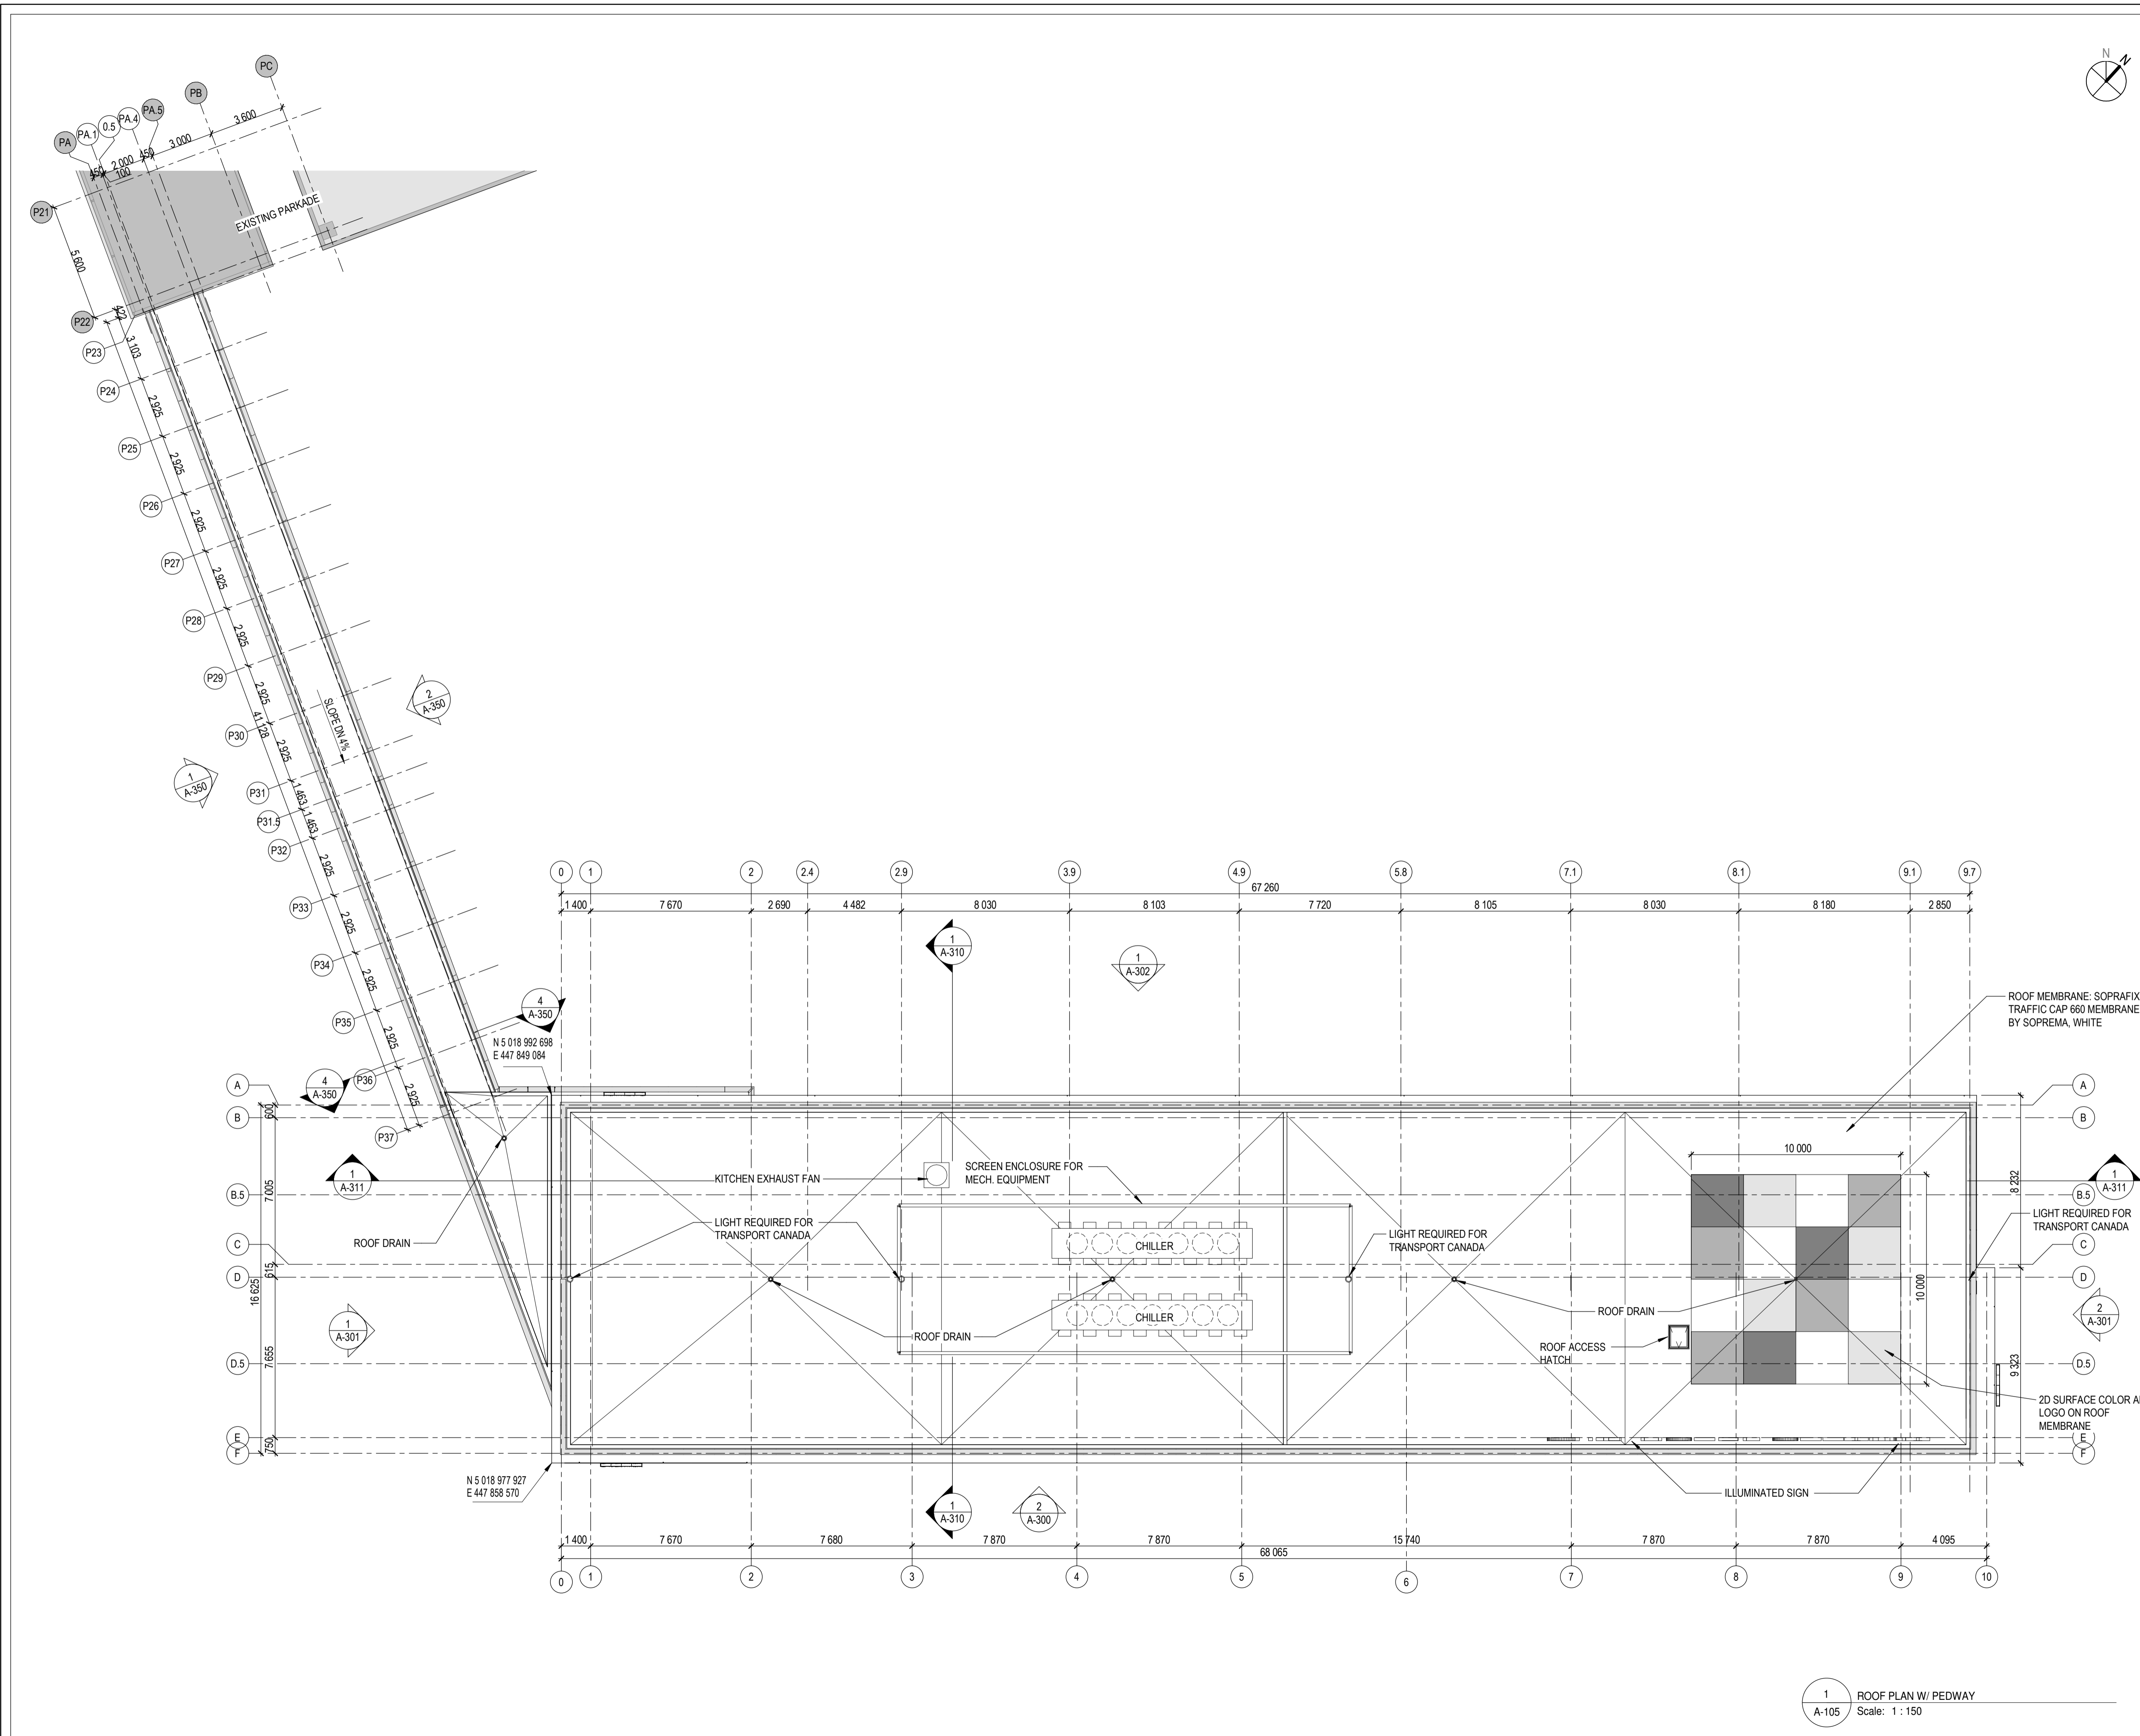 N
N
PC
PB
PA.5
PA.4
0.5
PA.1
PA
3 600
3 000
450
2 000
100
450
P21
EXISTING PARKADE
5 600
P22
422
P23
3 103
P24
2 925
P25
2 925
P26
2 925
P27
2 925
P28
2 925
P29
2 925
41 128
P30
2 925
P31
1 463
P31.5
1 463
P32
2 925
P33
2 925
P34
2 925
P35
2 925
P36
2 925
P37
SLOPE DN 4%
2
A-350
1
A-350
4
A-350
4
A-350
N 5 018 992 698
E 447 849 084
0
1
2
2.4
2.9
3.9
4.9
5.8
7.1
8.1
9.1
9.7
67 260
1 400
7 670
2 690
4 482
8 030
8 103
7 720
8 105
8 030
8 180
2 850
1
A-310
1
A-302
ROOF MEMBRANE: SOPRAFIX
TRAFFIC CAP 660 MEMBRANE
BY SOPREMA, WHITE
A
B
B.5
C
D
D.5
E
F
600
7 005
615
16 625
7 655
750
1
A-311
ROOF DRAIN
1
A-301
KITCHEN EXHAUST FAN
SCREEN ENCLOSURE FOR
MECH. EQUIPMENT
LIGHT REQUIRED FOR
TRANSPORT CANADA
CHILLER
CHILLER
LIGHT REQUIRED FOR
TRANSPORT CANADA
ROOF DRAIN
ROOF DRAIN
ROOF ACCESS
HATCH
10 000
10 000
A
B
8 232
1
A-311
B.5
LIGHT REQUIRED FOR
TRANSPORT CANADA
C
D
2
A-301
D.5
9 323
2D SURFACE COLOR
LOGO ON ROOF
MEMBRANE
E
F
ILLUMINATED SIGN
N 5 018 977 927
E 447 858 570
1
A-310
2
A-300
1 400
7 670
7 680
7 870
7 870
15 740
7 870
7 870
4 095
68 065
0
1
2
3
4
5
6
7
8
9
10
1
A-105
ROOF PLAN W/ PEDWAY
Scale: 1 : 150